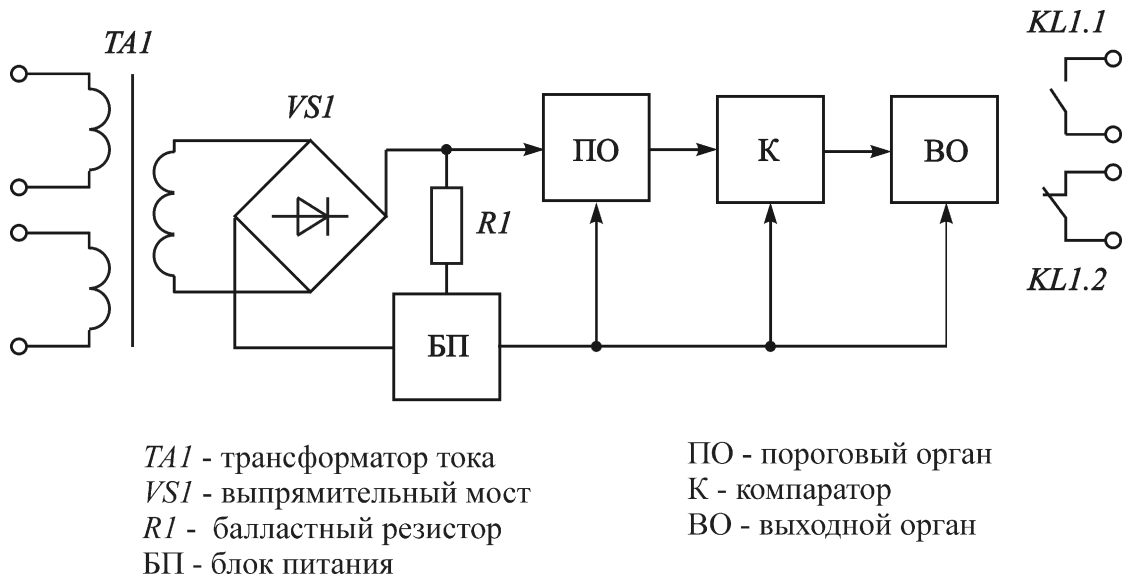 KL1.1
TA1
VS1
ПО
К
ВО
R1
KL1.2
БП
TA1 - трансформатор тока
VS1 - выпрямительный мост
R1 - балластный резистор
БП - блок питания
ПО - пороговый орган
К - компаратор
ВО - выходной орган